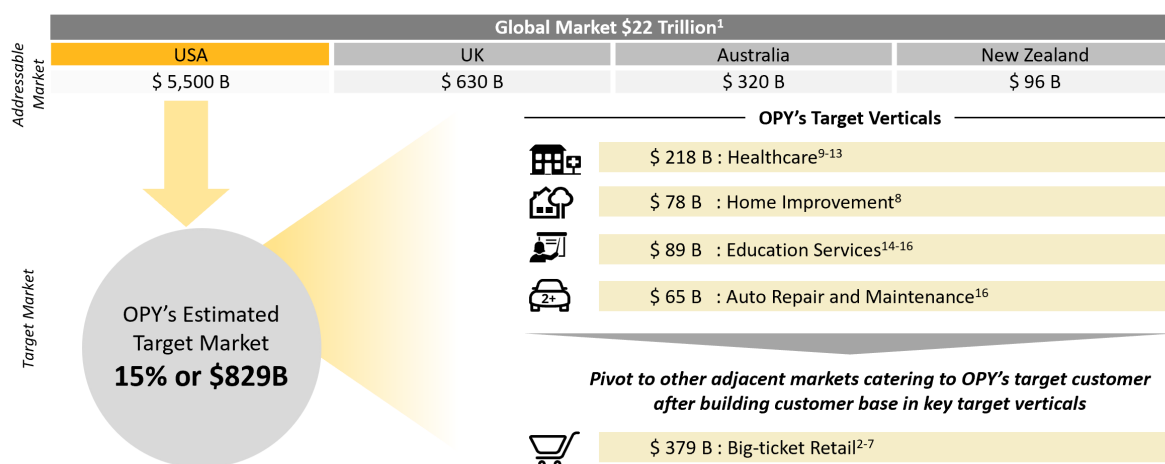 Global Market $22 Trillion1
Addressable
Market
USA
UK
Australia
New Zealand
$ 5,500 B
$ 630 B
$ 320 B
$ 96 B
OPY’s Target Verticals
$ 218 B : Healthcare9-13
$ 78 B : Home Improvement8
$ 89 B : Education Services14-16
2+
$ 65 B : Auto Repair and Maintenance16
Target Market
OPY’s Estimated
Target Market
15% or $829B
Pivot to other adjacent markets catering to OPY’s target customer
after building customer base in key target verticals
$ 379 B : Big-ticket Retail2-7